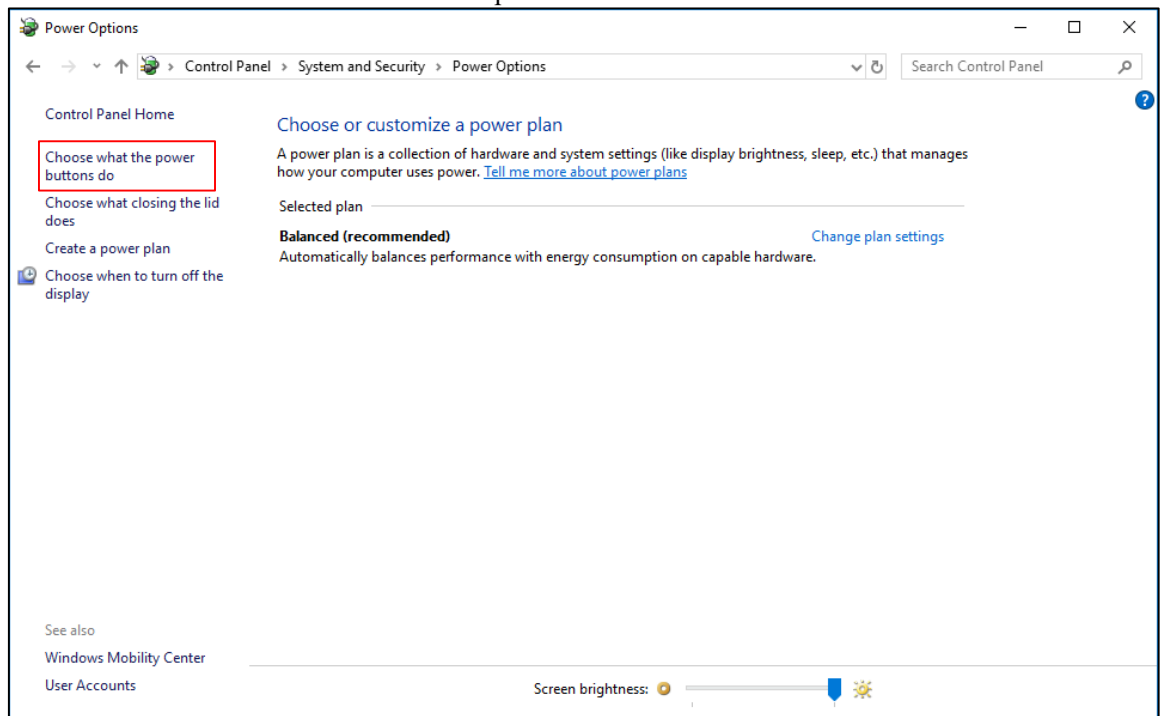 Power Options
Control Panel > System and Security > Power Options
Search Control Panel
Control Panel Home
Choose what the power
buttons do
Choose what closing the lid
does
Create a power plan
Choose when to turn off the
display
Choose or customize a power plan
A power plan is a collection of hardware and system settings (like display brightness, sleep, etc.) that manages
how your computer uses power. Tell me more about power plans
Selected plan
Balanced (recommended)
Change plan settings
Automatically balances performance with energy consumption on capable hardware.
See also
Windows Mobility Center
User Accounts
Screen brightness: